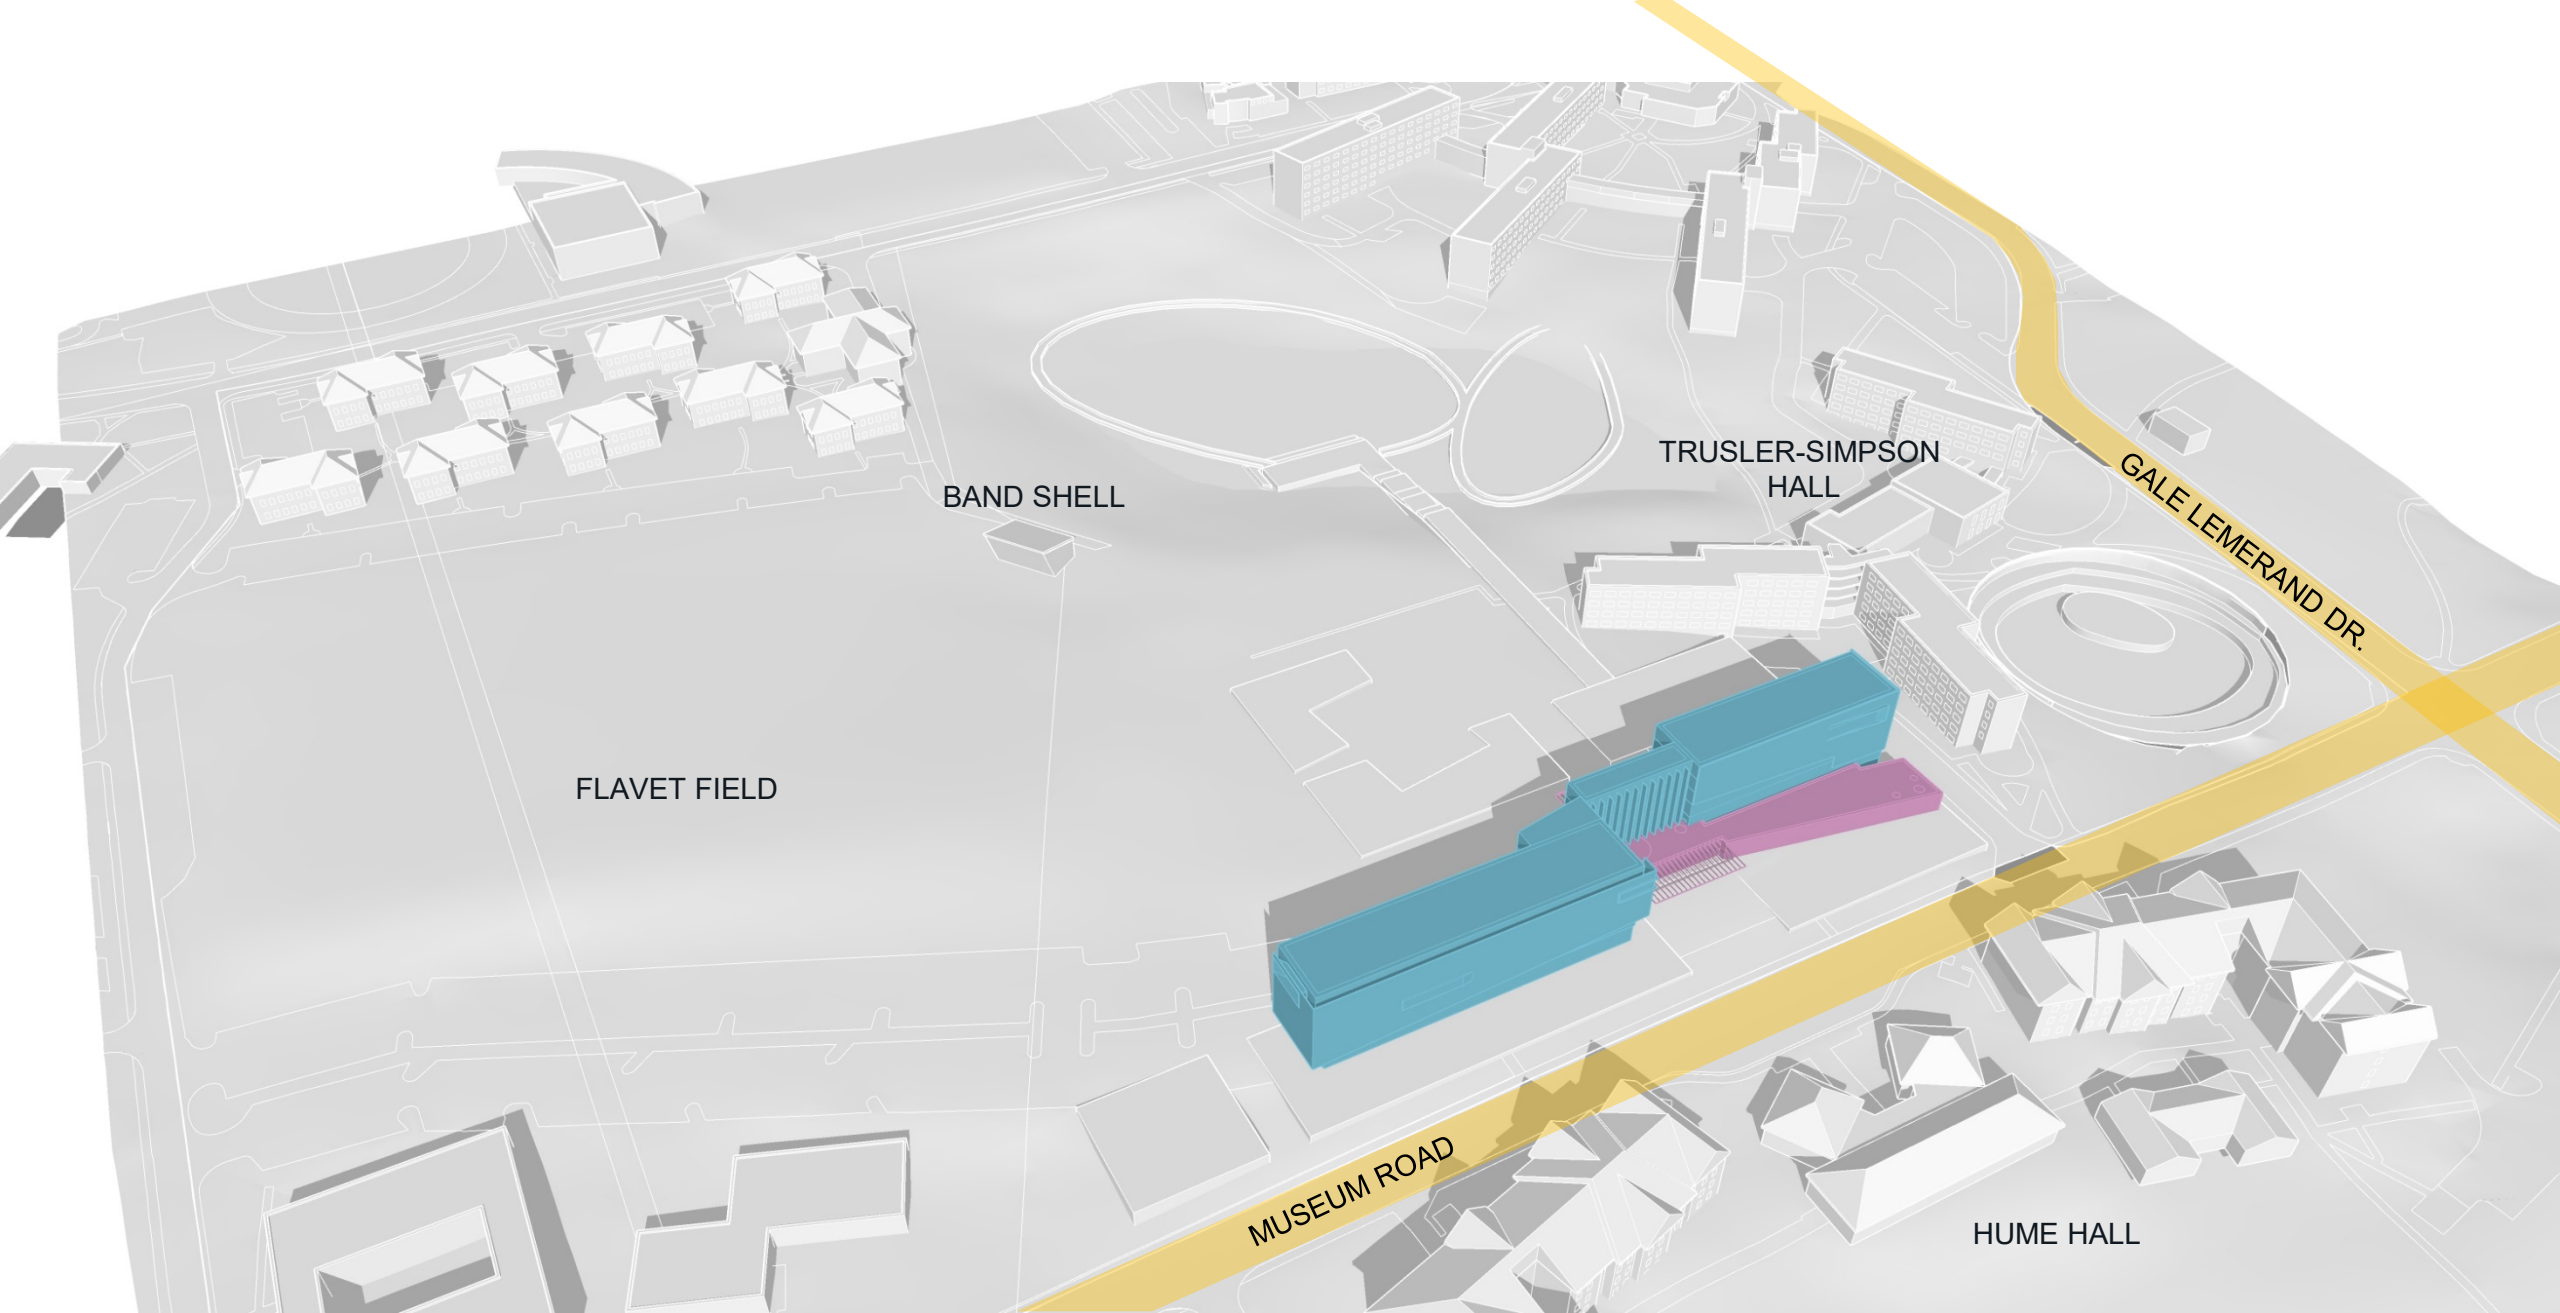 TRUSLER-SIMPSON
HALL
BAND SHELL
GALE LEMERAND DR.
FLAVET FIELD
MUSEUM ROAD
HUME HALL